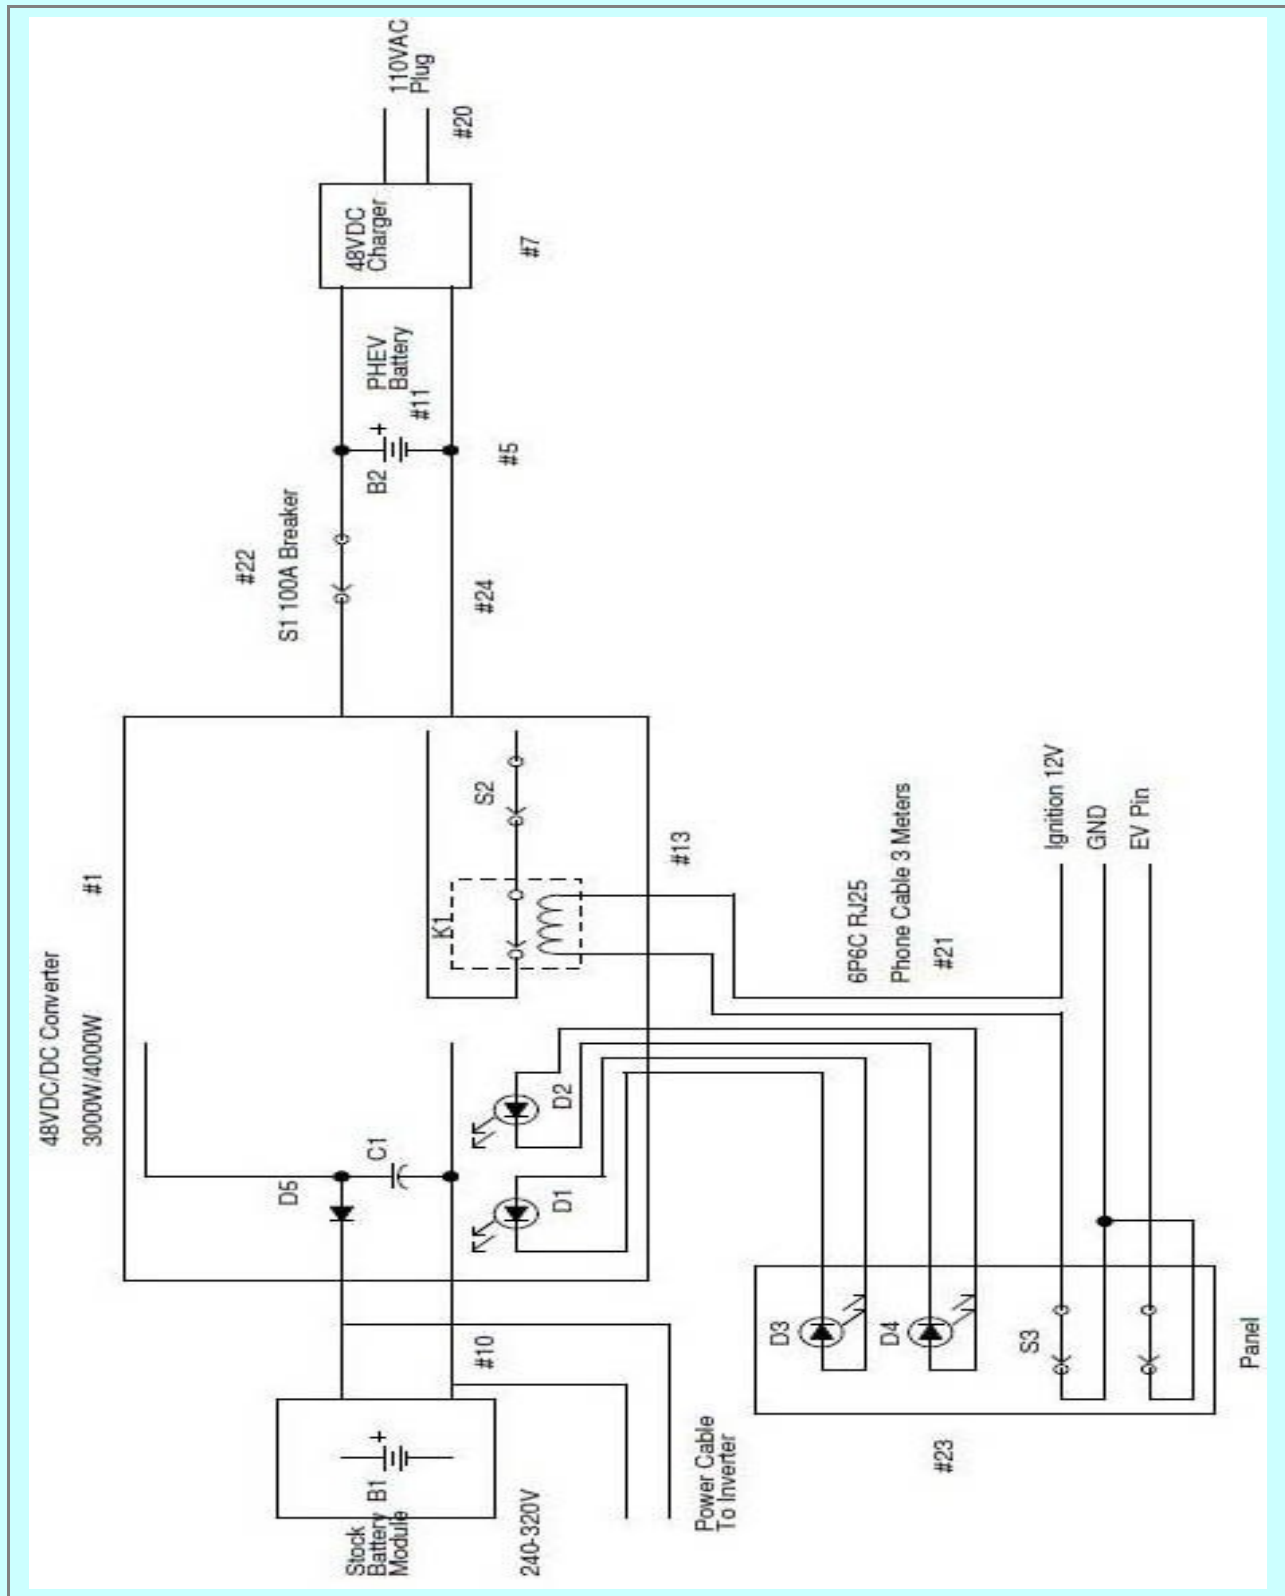 48VDC/DC Converter
3000W/4000W
#1
#22
S1 100A Breaker
110VAC
Plug
#20
48VDC
Charger
#7
PHEV
Battery
#11
+
B2
#5
#24
D5
C1
K1
S2
#13
D1
D2
Stock
Battery
Module
B1
+
240-320V
#10
Power Cable
To Inverter
6P6C RJ25
Phone Cable 3 Meters
#21
Ignition 12V
GND
EV Pin
D3
D4
S3
Panel
#23